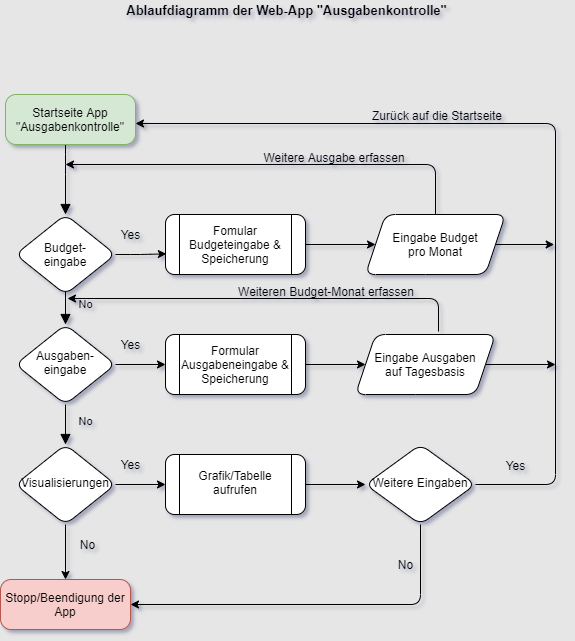 Ablaufdiagramm der Web-App "Ausgabenkontrolle"
Startseite App
"Ausgabenkontrolle"
Zurück auf die Startseite
Weitere Ausgabe erfassen
Budget-
eingabe
Yes
Fomular
Budgeteingabe &
Speicherung
Eingabe Budget
pro Monat
No
Weiteren Budget-Monat erfassen
Ausgaben-
eingabe
Yes
Formular
Ausgabeneingabe &
Speicherung
Eingabe Ausgaben
auf Tagesbasis
No
Visualisierungen
Yes
Grafik/Tabelle
aufrufen
Weitere Eingaben
Yes
No
No
Stopp/Beendigung der
App